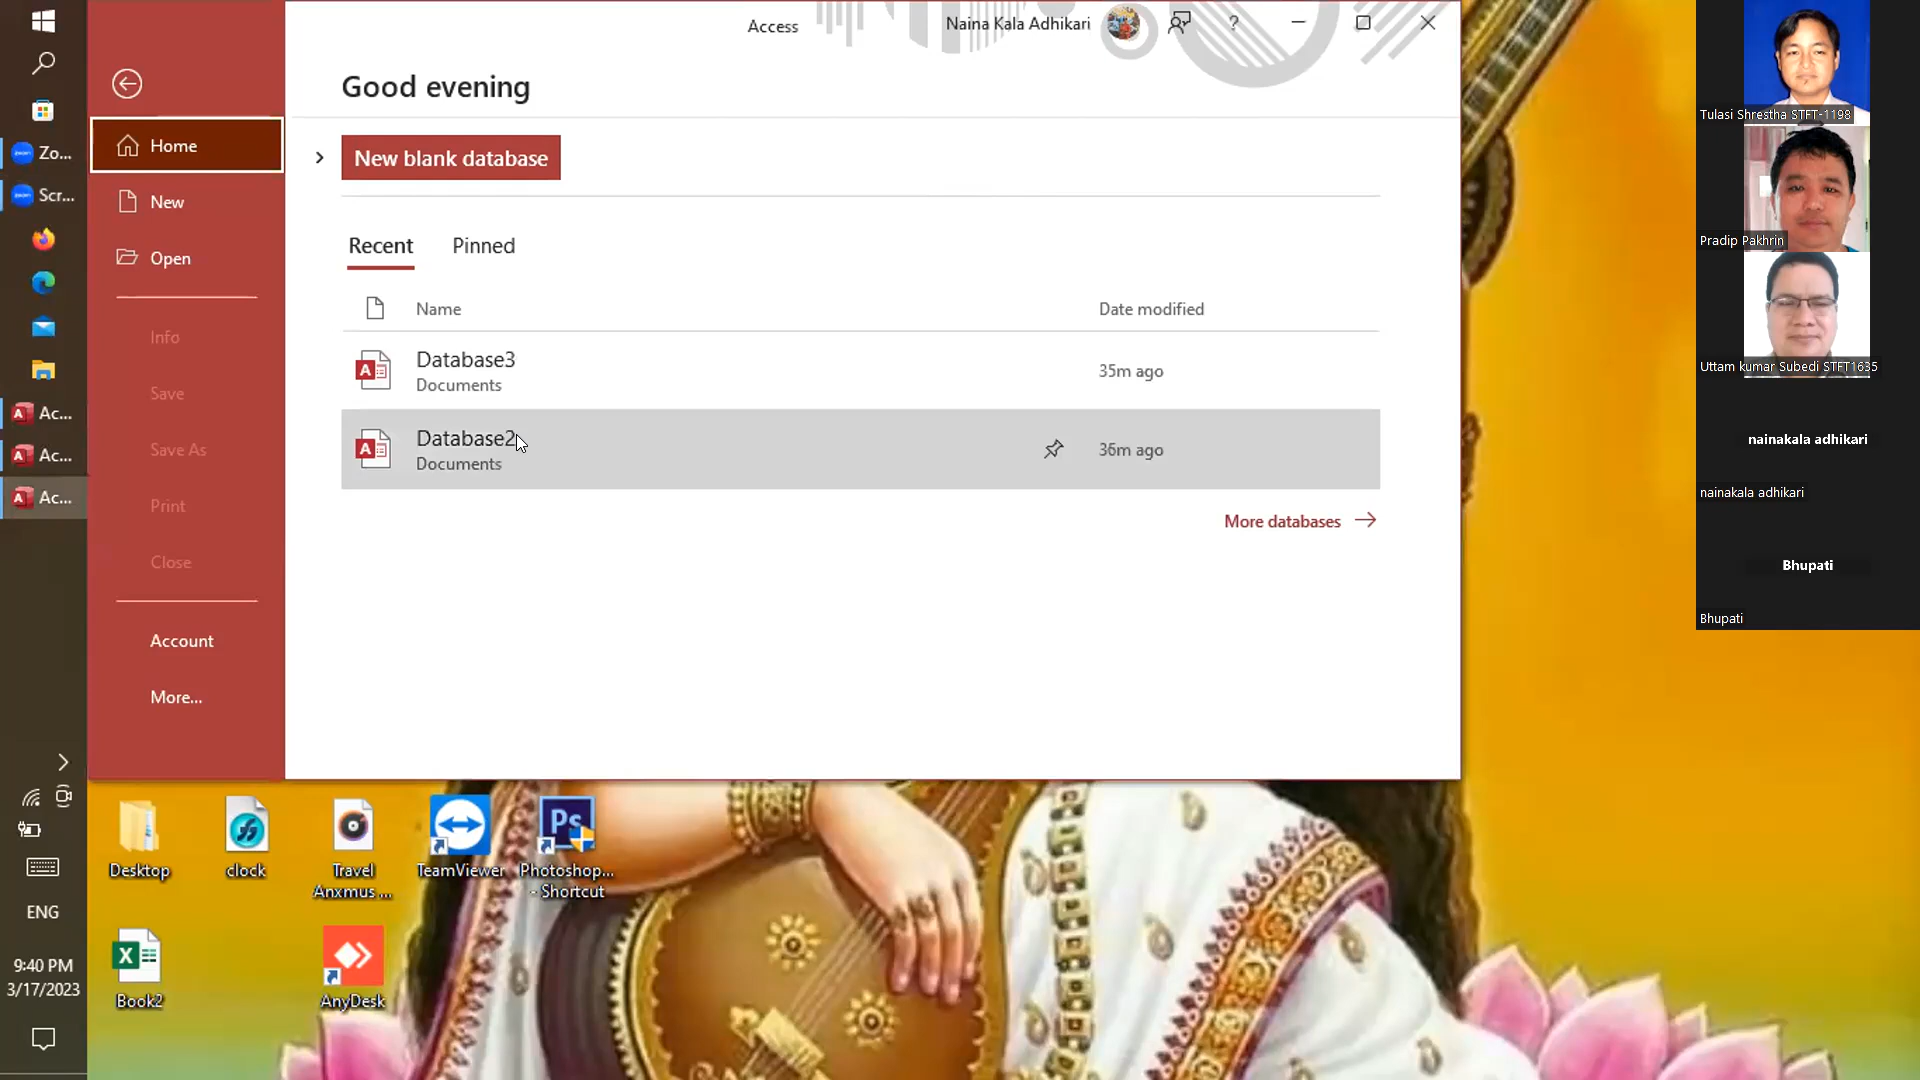 Access
Naina Kala Adhikari
?
Good evening
Home
New
Open
Info
Save
Save As
Print
Close
Account
More...
New blank database
Recent
Pinned
Name
Date modified
Database3
Documents
35m ago
Database2
Documents
36m ago
More databases
Zo...
Scr...
Ac...
Ac...
Ac...
ENG
9:40 PM
3/17/2023
Desktop
clock
Travel
Anxmus ...
TeamViewer
Ps
Photoshop...
- Shortcut
Book2
AnyDesk
Tulasi Shrestha STFT-1198
Pradip Pakhrin
Uttam kumar Subedi STFT1635
nainakala adhikari
nainakala adhikari
Bhupati
Bhupati